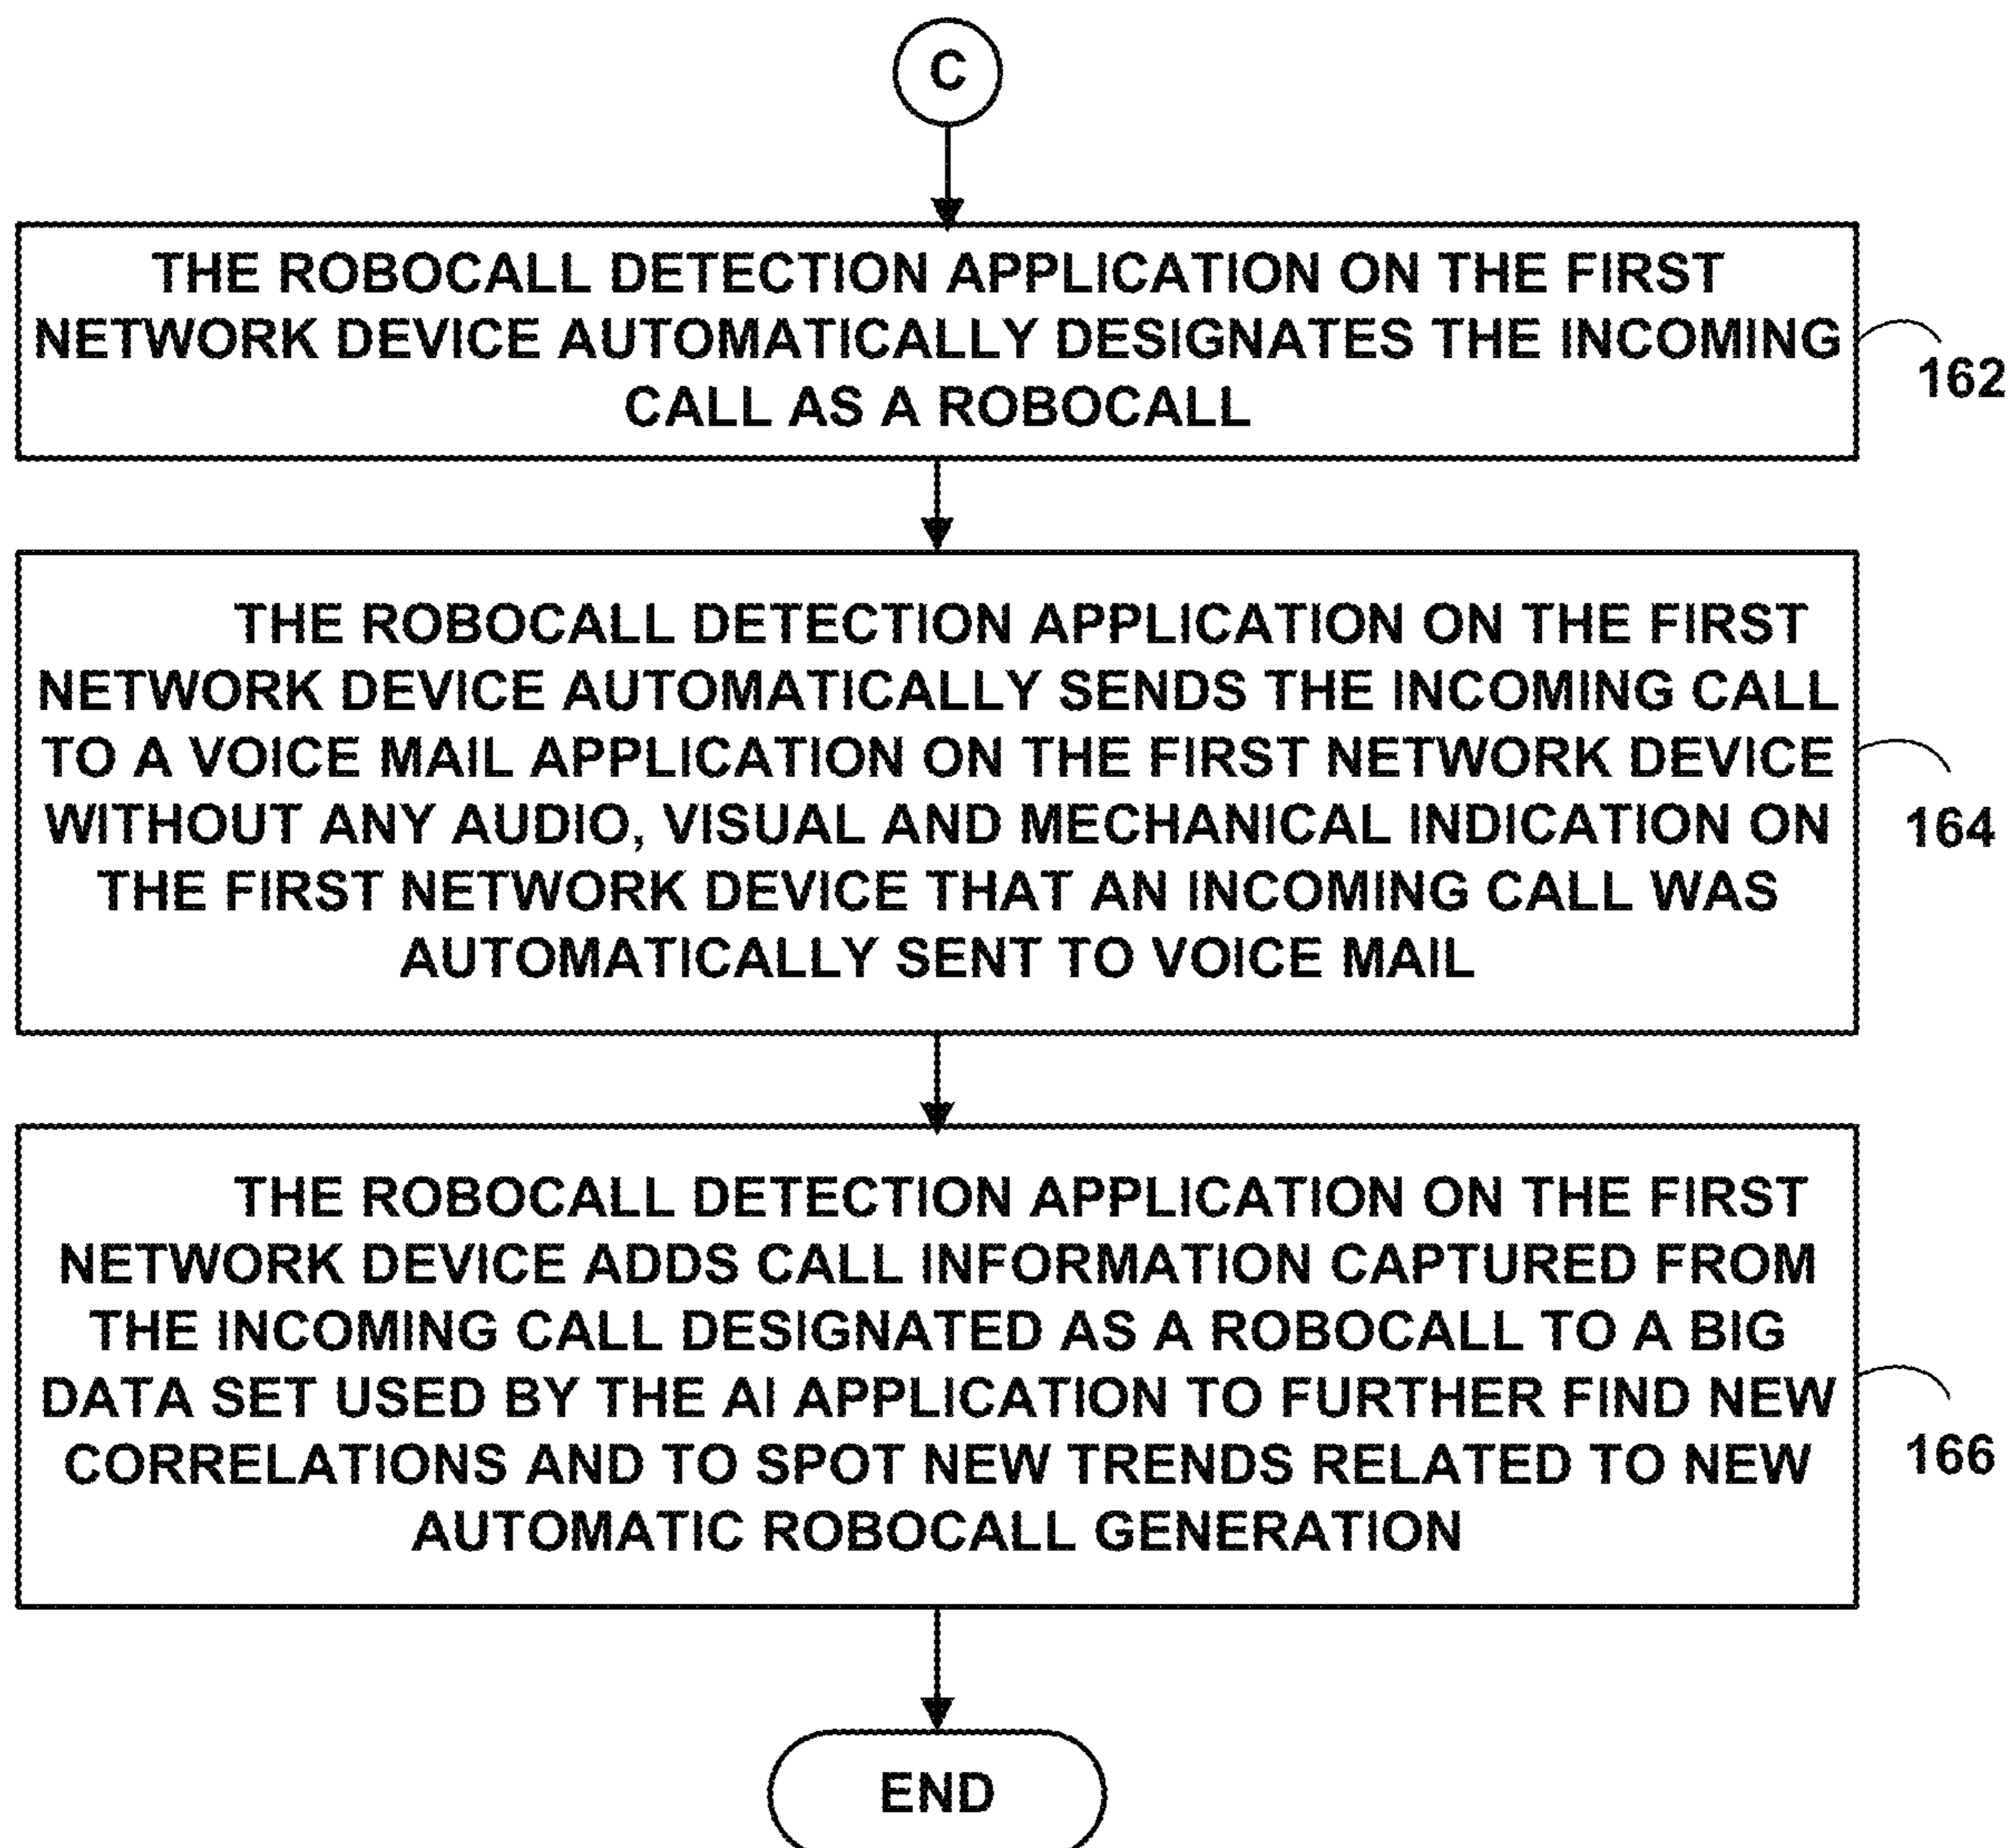 C
THE ROBOCALL DETECTION APPLICATION ON THE FIRST
NETWORK DEVICE AUTOMATICALLY DESIGNATES THE INCOMING
CALL AS A ROBOCALL
162
THE ROBOCALL DETECTION APPLICATION ON THE FIRST
NETWORK DEVICE AUTOMATICALLY SENDS THE INCOMING CALL
TO A VOICE MAIL APPLICATION ON THE FIRST NETWORK DEVICE
WITHOUT ANY AUDIO, VISUAL AND MECHANICAL INDICATION ON
THE FIRST NETWORK DEVICE THAT AN INCOMING CALL WAS
AUTOMATICALLY SENT TO VOICE MAIL
164
THE ROBOCALL DETECTION APPLICATION ON THE FIRST
NETWORK DEVICE ADDS CALL INFORMATION CAPTURED FROM
THE INCOMING CALL DESIGNATED AS A ROBOCALL TO A BIG
DATA SET USED BY THE AI APPLICATION TO FURTHER FIND NEW
CORRELATIONS AND TO SPOT NEW TRENDS RELATED TO NEW
AUTOMATIC ROBOCALL GENERATION
166
END